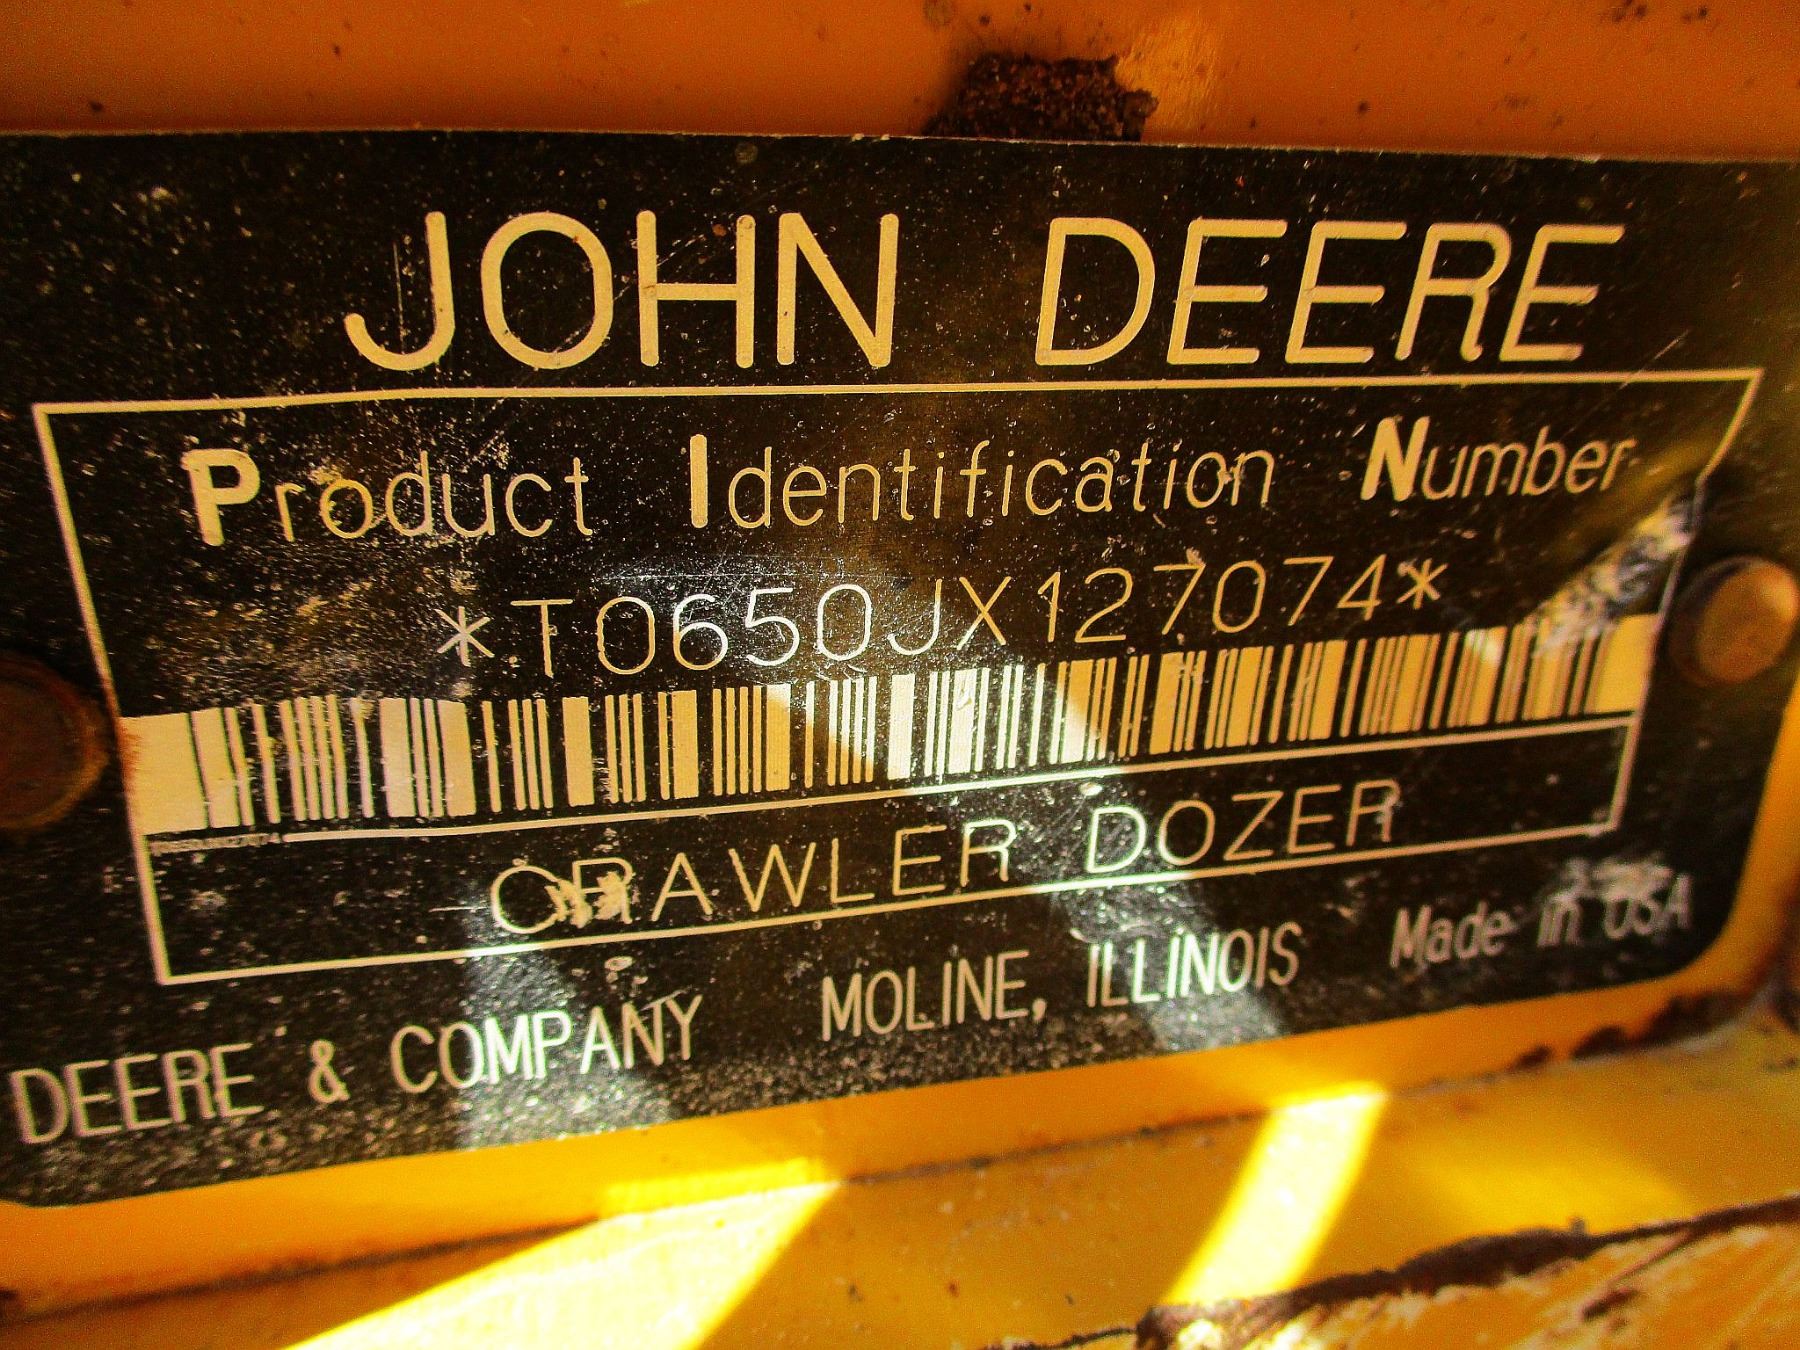 JOHN DEERE
Product Identification Number
*T0650JX127074*
CRAWLER DOZER
DEERE & COMPANY MOLINE, ILLINOIS Made in USA